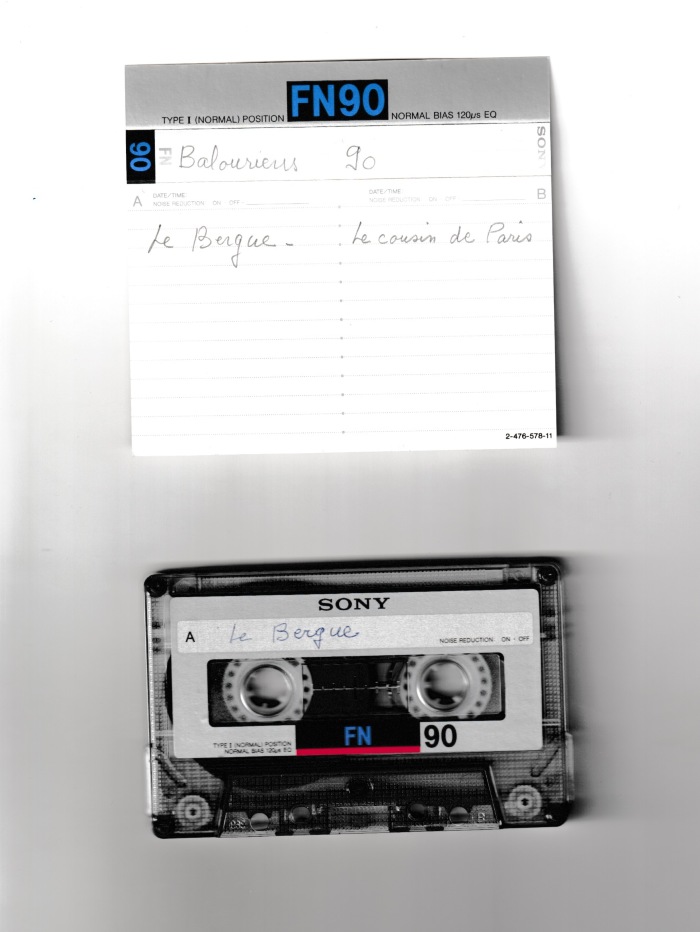 FN90
TYPE I (NORMAL) POSITION
NORMAL BIAS 120μs EQ
90
FN
Balouriens 90
SONY
A
DATE/TIME:
NOISE REDUCTION: ON · OFF
DATE/TIME:
NOISE REDUCTION: ON · OFF
B
Le Bergue -
Le cousin de Paris
2-476-578-11
SONY
A
Le Bergue
NOISE REDUCTION: ON · OFF
TYPE I (NORMAL) POSITION
NORMAL BIAS 120μs EQ
FN
90
B